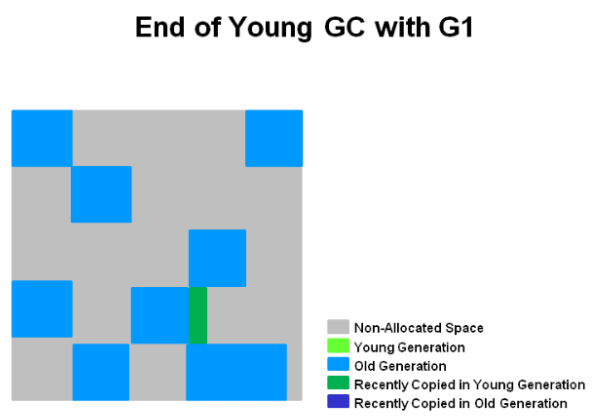 End of Young GC with G1
Non-Allocated Space
Young Generation
Old Generation
Recently Copied in Young Generation
Recently Copied in Old Generation